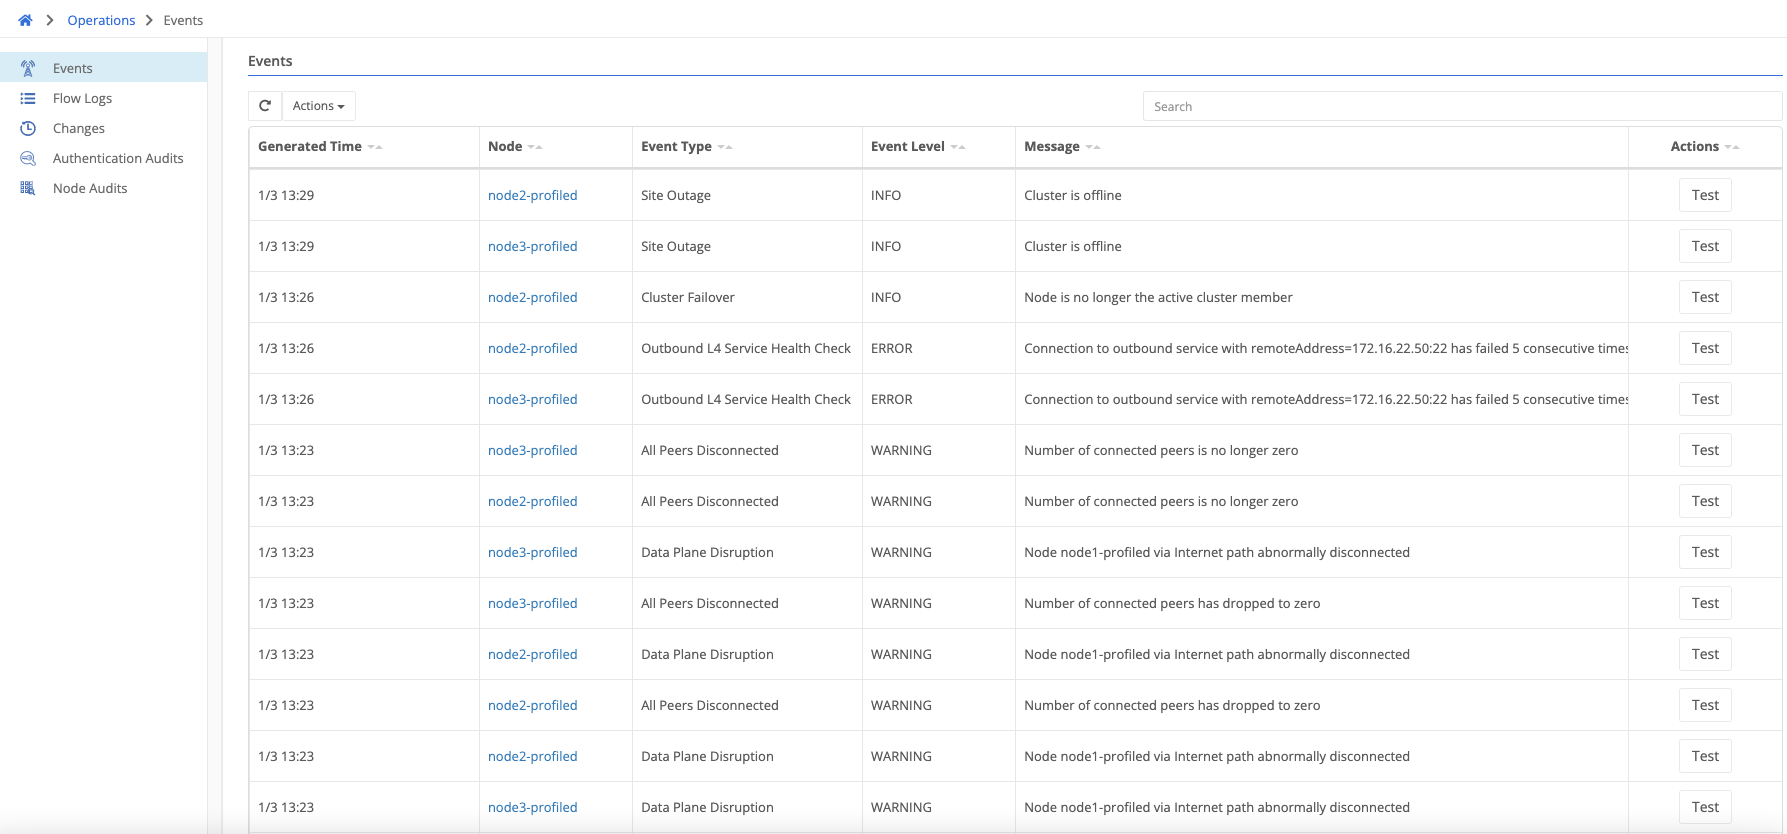 Operations Events
Events
Flow Logs
Changes
Authentication Audits
Node Audits
Events
Actions
Search
Generated Time Node Event Type Event Level Message Actions
1/3 13:29 node2-profiled Site Outage INFO Cluster is offline Test
1/3 13:29 node3-profiled Site Outage INFO Cluster is offline Test
1/3 13:26 node2-profiled Cluster Failover INFO Node is no longer the active cluster member Test
1/3 13:26 node2-profiled Outbound L4 Service Health Check ERROR Connection to outbound service with remoteAddress=172.16.22.50:22 has failed 5 consecutive times Test
1/3 13:26 node3-profiled Outbound L4 Service Health Check ERROR Connection to outbound service with remoteAddress=172.16.22.50:22 has failed 5 consecutive times Test
1/3 13:23 node3-profiled All Peers Disconnected WARNING Number of connected peers is no longer zero Test
1/3 13:23 node2-profiled All Peers Disconnected WARNING Number of connected peers is no longer zero Test
1/3 13:23 node3-profiled Data Plane Disruption WARNING Node node1-profiled via Internet path abnormally disconnected Test
1/3 13:23 node3-profiled All Peers Disconnected WARNING Number of connected peers has dropped to zero Test
1/3 13:23 node2-profiled Data Plane Disruption WARNING Node node1-profiled via Internet path abnormally disconnected Test
1/3 13:23 node2-profiled All Peers Disconnected WARNING Number of connected peers has dropped to zero Test
1/3 13:23 node2-profiled Data Plane Disruption WARNING Node node1-profiled via Internet path abnormally disconnected Test
1/3 13:23 node3-profiled Data Plane Disruption WARNING Node node1-profiled via Internet path abnormally disconnected Test